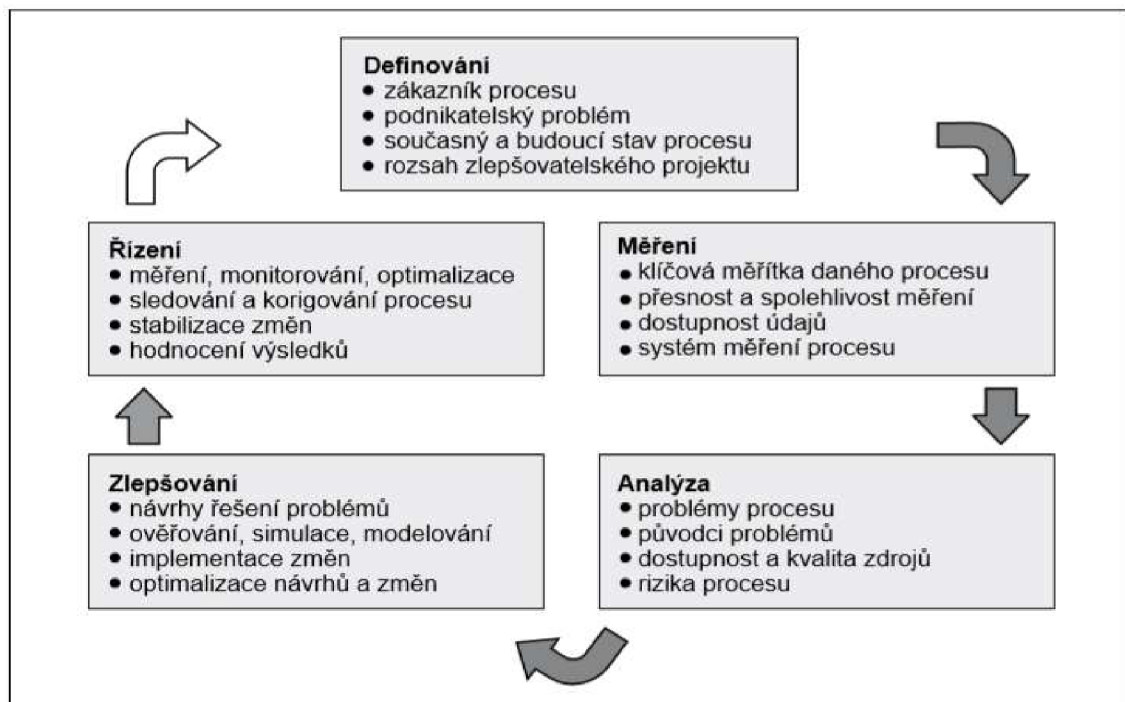 Definování
● zákazník procesu
● podnikatelský problém
● současný a budoucí stav procesu
● rozsah zlepšovatelského projektu
Měření
● klíčová měřítka daného procesu
● přesnost a spolehlivost měření
● dostupnost údajů
● systém měření procesu
Analýza
● problémy procesu
● původci problémů
● dostupnost a kvalita zdrojů
● rizika procesu
Zlepšování
● návrhy řešení problémů
● ověřování, simulace, modelování
● implementace změn
● optimalizace návrhů a změn
Řízení
● měření, monitorování, optimalizace
● sledování a korigování procesu
● stabilizace změn
● hodnocení výsledků